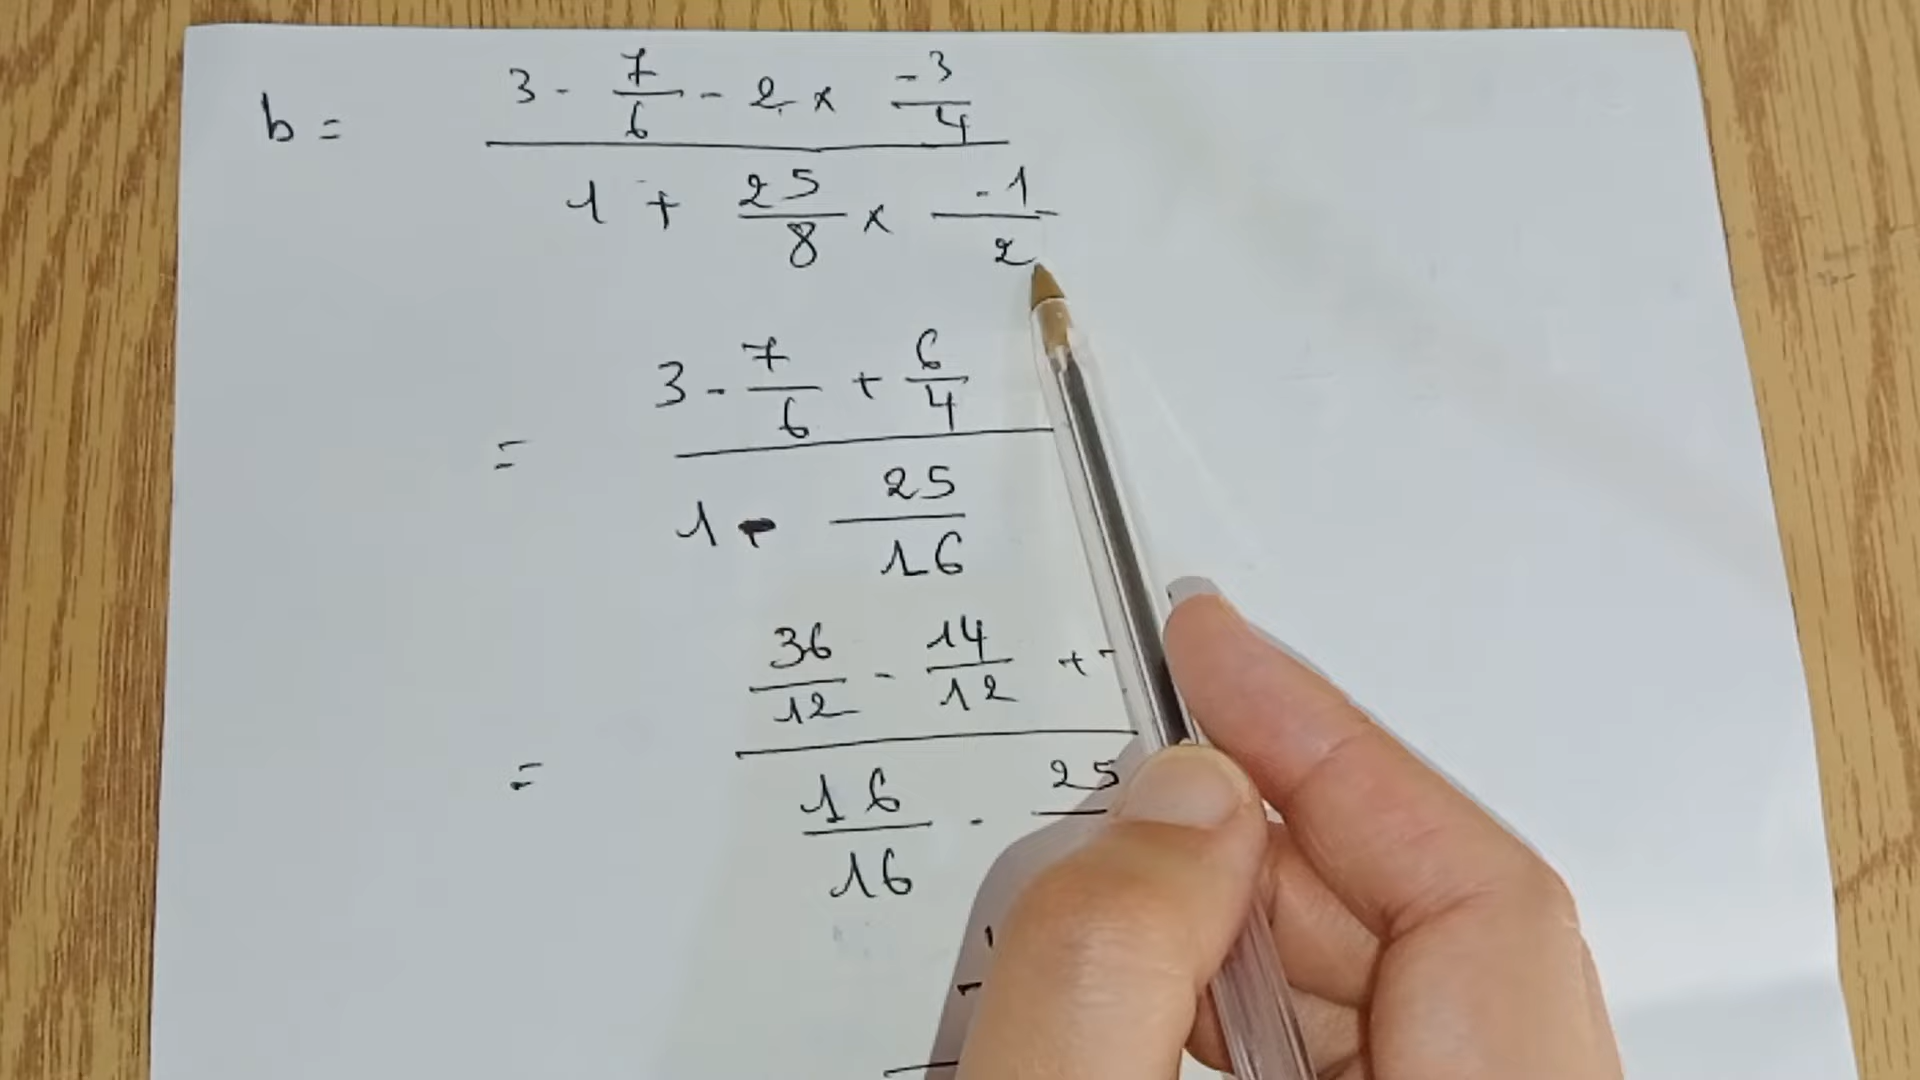 b = (3 - 7/6 - 2 × -3/4) / (1 + 25/8 × -1/2)
= (3 - 7/6 + 6/4) / (1 - 25/16)
= (36/12 - 14/12 +) / (16/16 - 25)